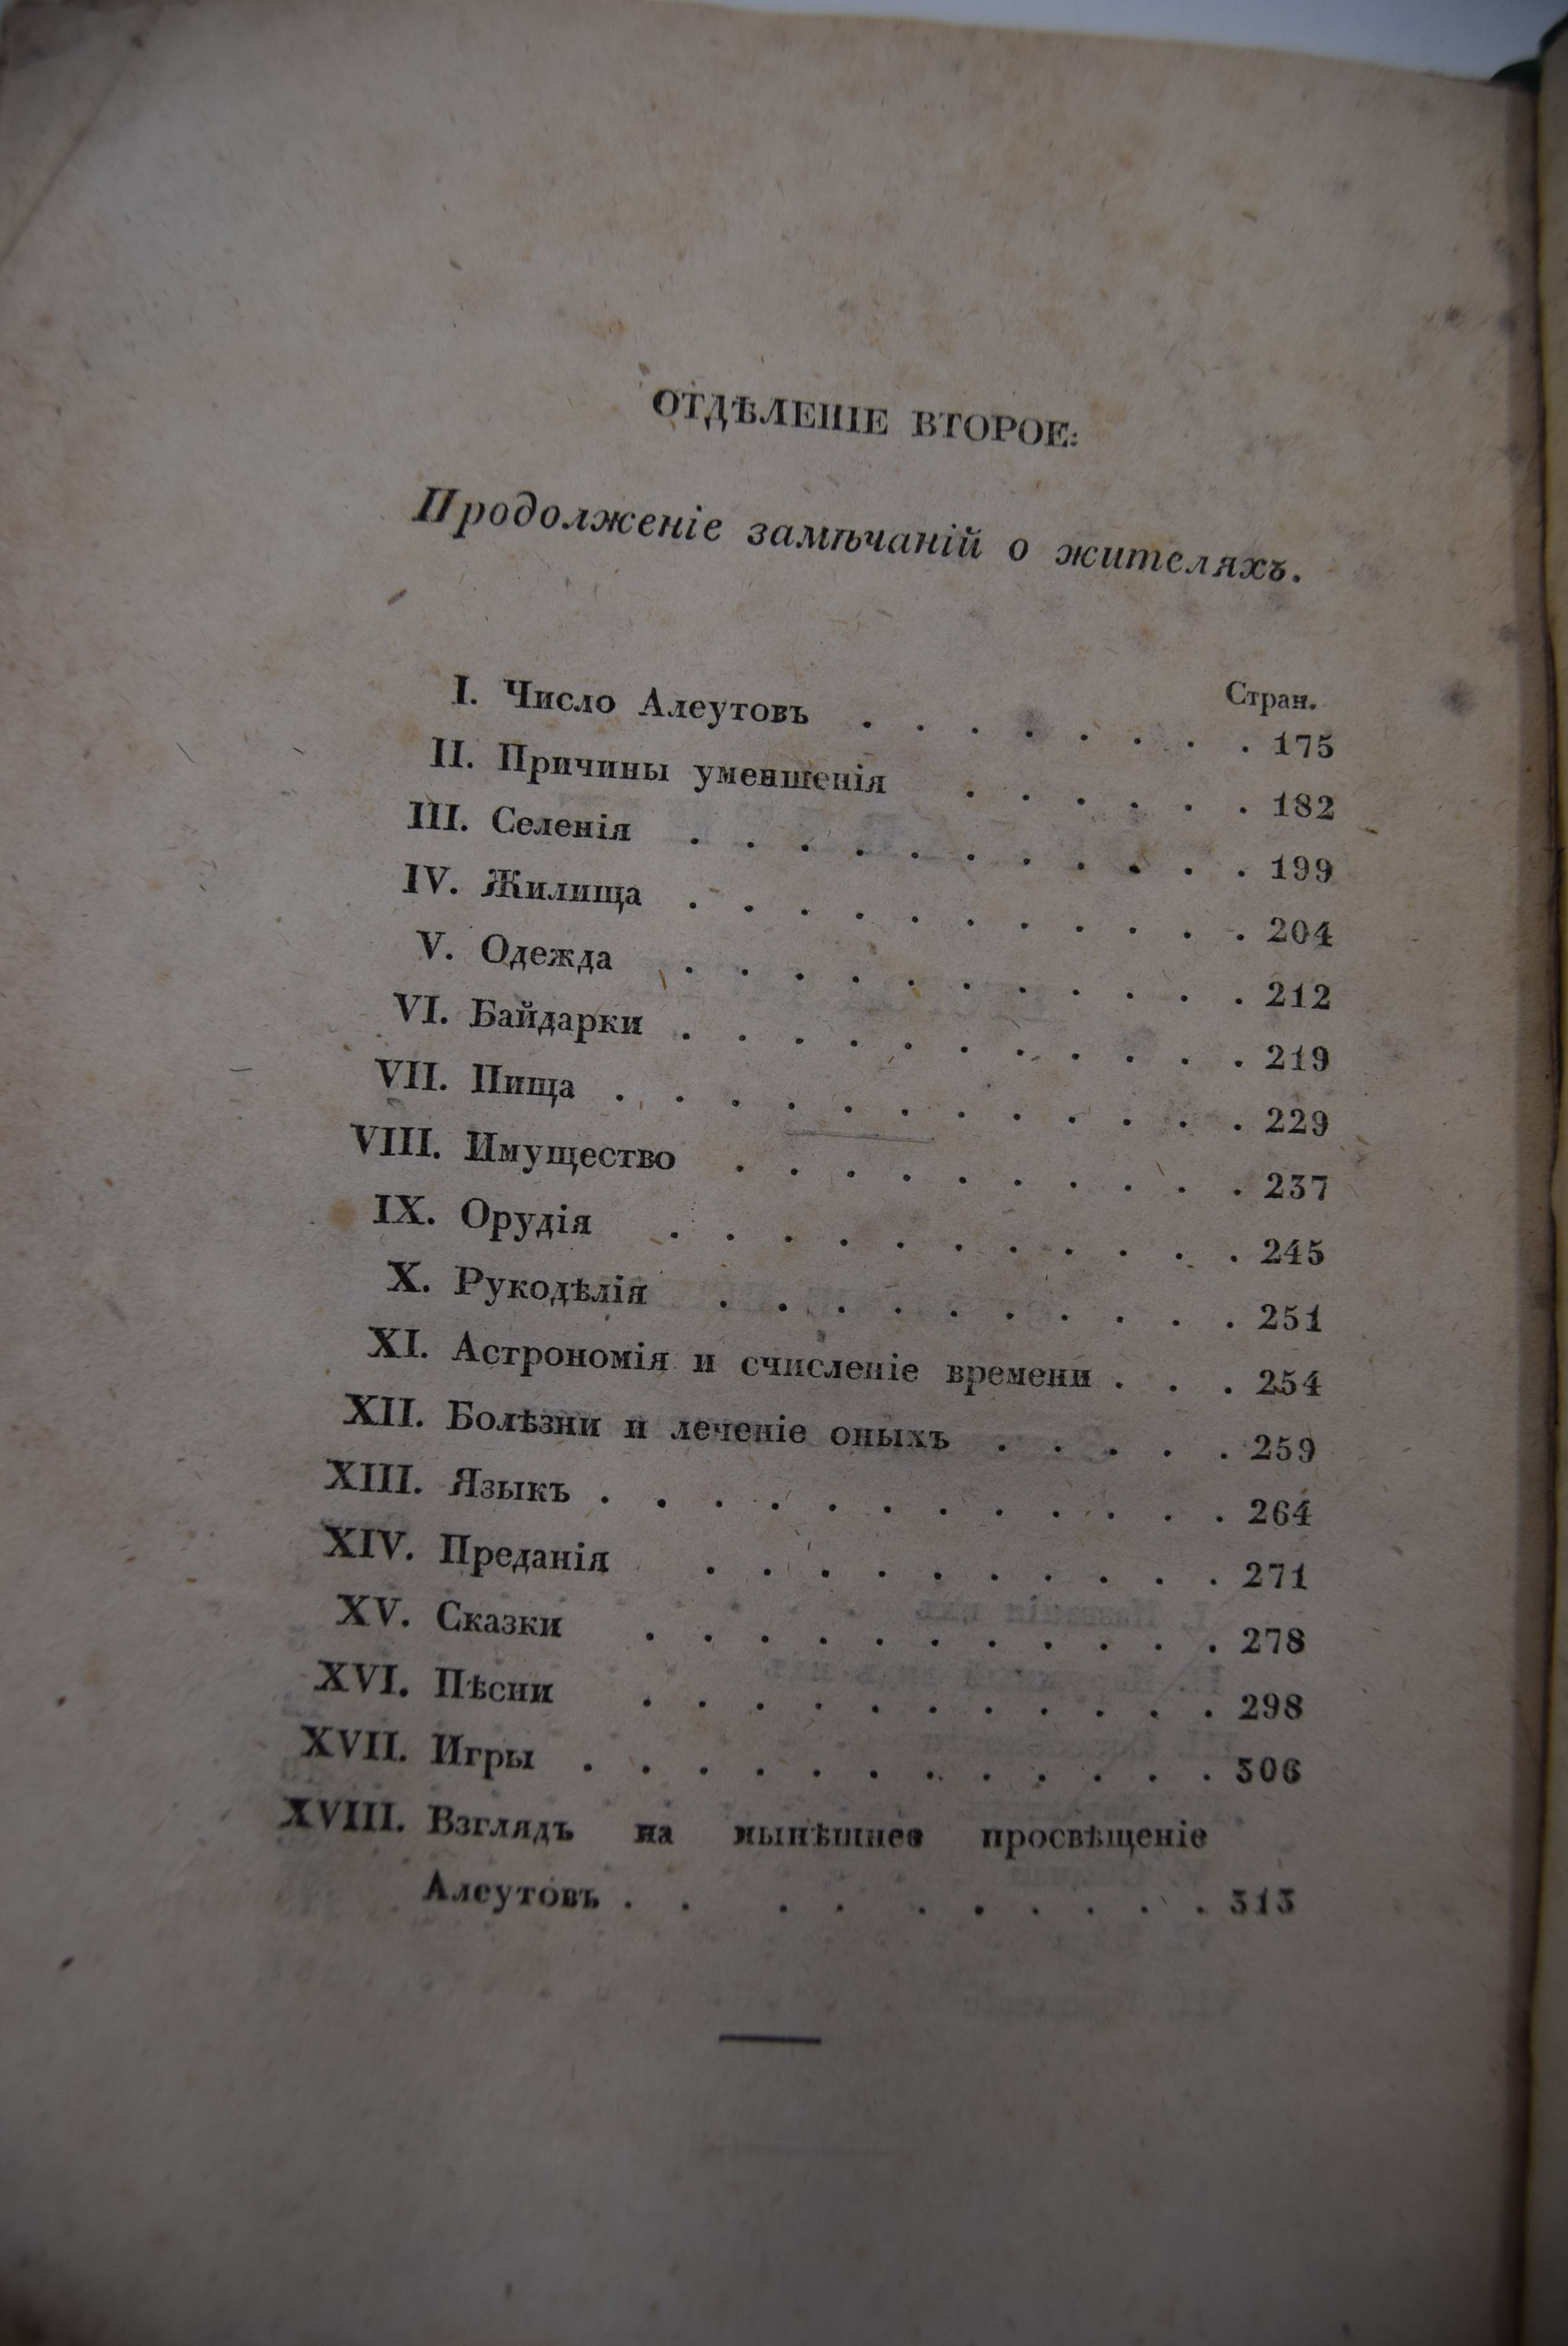 ОТДѢЛЕНІЕ ВТОРОЕ:
Продолженіе замѣчаній о жителяхъ.
Стран.
I. Число Алеутовъ . . . . . . . . 175
II. Причины уменшенія . . . . . . 182
III. Селенія . . . . . . . . . . . 199
IV. Жилища . . . . . . . . . . . 204
V. Одежда . . . . . . . . . . . 212
VI. Байдарки . . . . . . . . . . . 219
VII. Пища . . . . . . . . . . . . 229
VIII. Имущество . . . . . . . . . . 237
IX. Орудія . . . . . . . . . . . 245
X. Рукодѣлія . . . . . . . . . . 251
XI. Астрономія и счисленіе времени . . . 254
XII. Болѣзни и леченіе оныхъ . . . . . 259
XIII. Языкъ . . . . . . . . . . . . 264
XIV. Преданія . . . . . . . . . . 271
XV. Сказки . . . . . . . . . . . 278
XVI. Пѣсни . . . . . . . . . . . 298
XVII. Игры . . . . . . . . . . . . 306
XVIII. Взглядъ на нынѣшнее просвѣщеніе
Алеутовъ . . . . . . . . . . 313